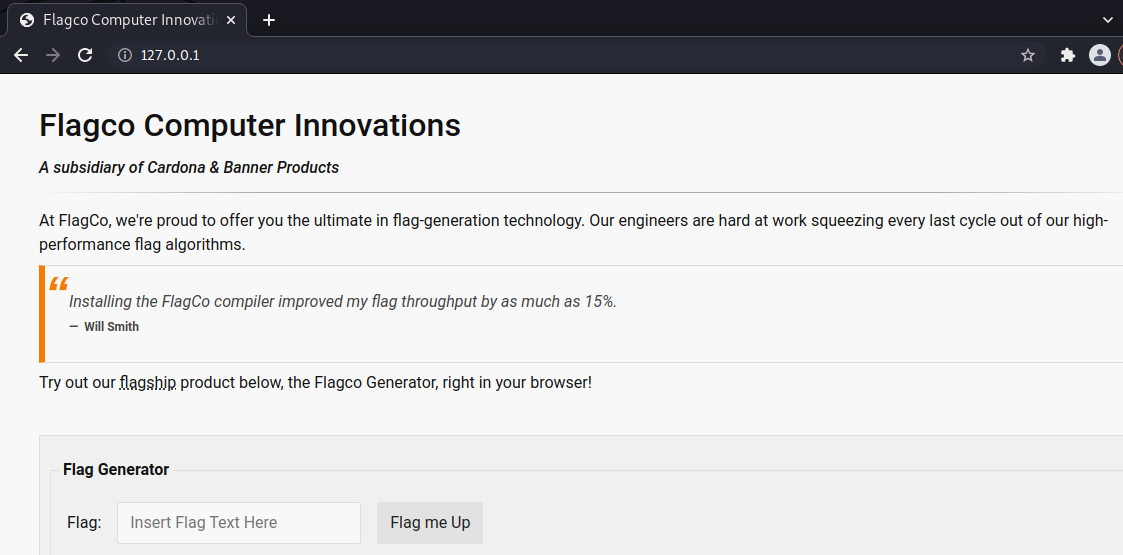 Flagco Computer Innovati
127.0.0.1
Flagco Computer Innovations
A subsidiary of Cardona & Banner Products
At FlagCo, we're proud to offer you the ultimate in flag-generation technology. Our engineers are hard at work squeezing every last cycle out of our high-
performance flag algorithms.
“
Installing the FlagCo compiler improved my flag throughput by as much as 15%.
— Will Smith
Try out our flagship product below, the Flagco Generator, right in your browser!
Flag Generator
Flag: Insert Flag Text Here Flag me Up